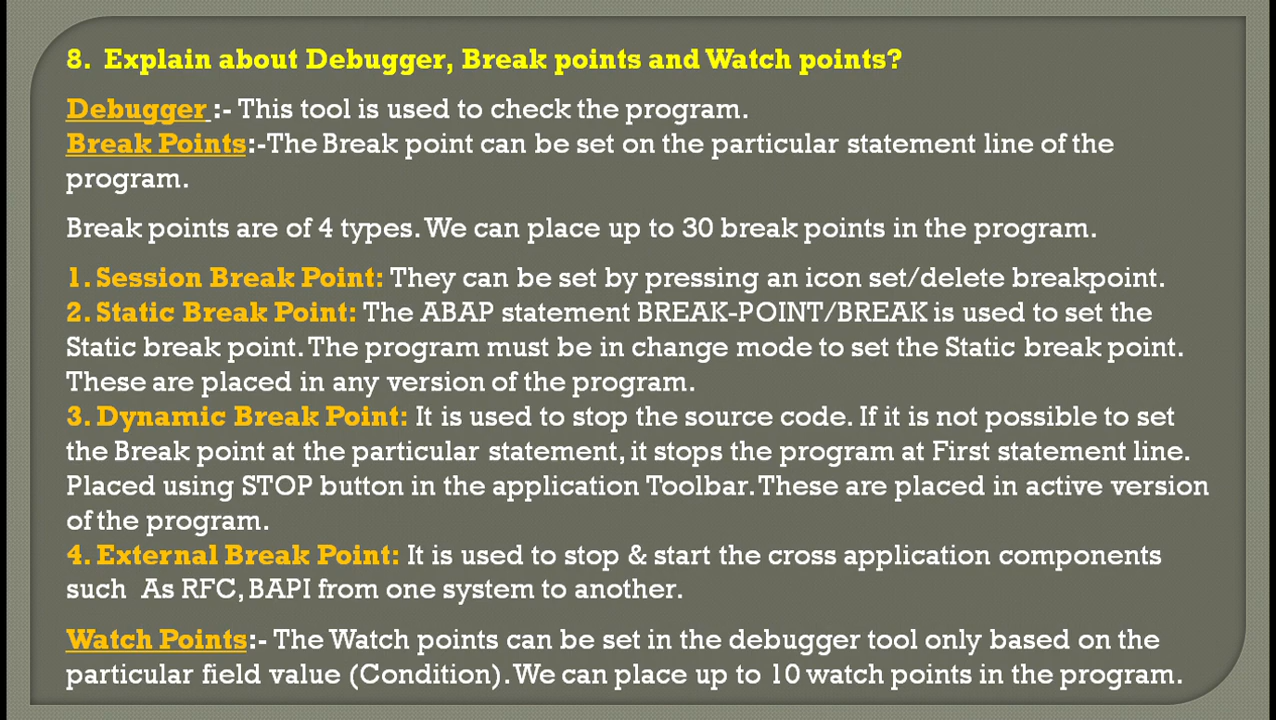 8. Explain about Debugger, Break points and Watch points?
Debugger :- This tool is used to check the program.
Break Points:-The Break point can be set on the particular statement line of the
program.
Break points are of 4 types. We can place up to 30 break points in the program.
1. Session Break Point: They can be set by pressing an icon set/delete breakpoint.
2. Static Break Point: The ABAP statement BREAK-POINT/BREAK is used to set the
Static break point. The program must be in change mode to set the Static break point.
These are placed in any version of the program.
3. Dynamic Break Point: It is used to stop the source code. If it is not possible to set
the Break point at the particular statement, it stops the program at First statement line.
Placed using STOP button in the application Toolbar. These are placed in active version
of the program.
4. External Break Point: It is used to stop & start the cross application components
such As RFC, BAPI from one system to another.
Watch Points:- The Watch points can be set in the debugger tool only based on the
particular field value (Condition). We can place up to 10 watch points in the program.